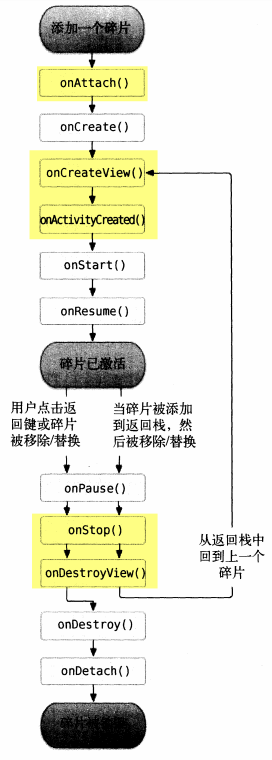 添加一个碎片
onAttach()
onCreate()
onCreateView()
onActivityCreated()
onStart()
onResume()
碎片已激活
用户点击返
回键或碎片
被移除/替换
当碎片被添加
到返回栈，然
后被移除/替换
onPause()
onStop()
onDestroyView()
从返回栈中
回到上一个
碎片
onDestroy()
onDetach()